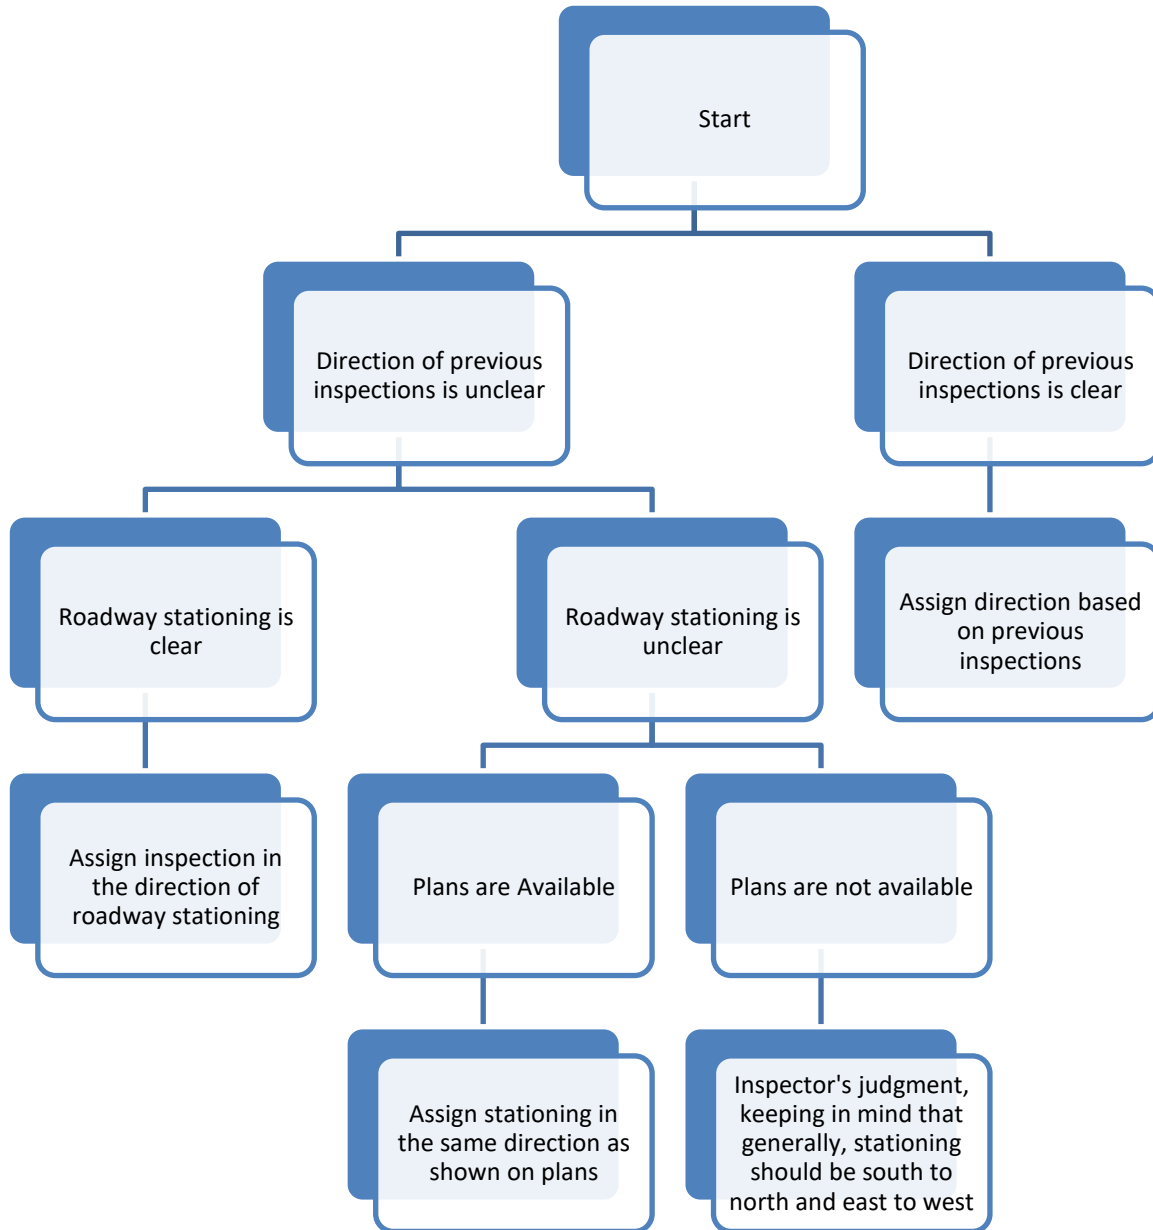 Start
Direction of previous
inspections is unclear
Direction of previous
inspections is clear
Roadway stationing is
clear
Roadway stationing is
unclear
Assign direction based
on previous
inspections
Assign inspection in
the direction of
roadway stationing
Plans are Available
Plans are not available
Assign stationing in
the same direction as
shown on plans
Inspector's judgment,
keeping in mind that
generally, stationing
should be south to
north and east to west